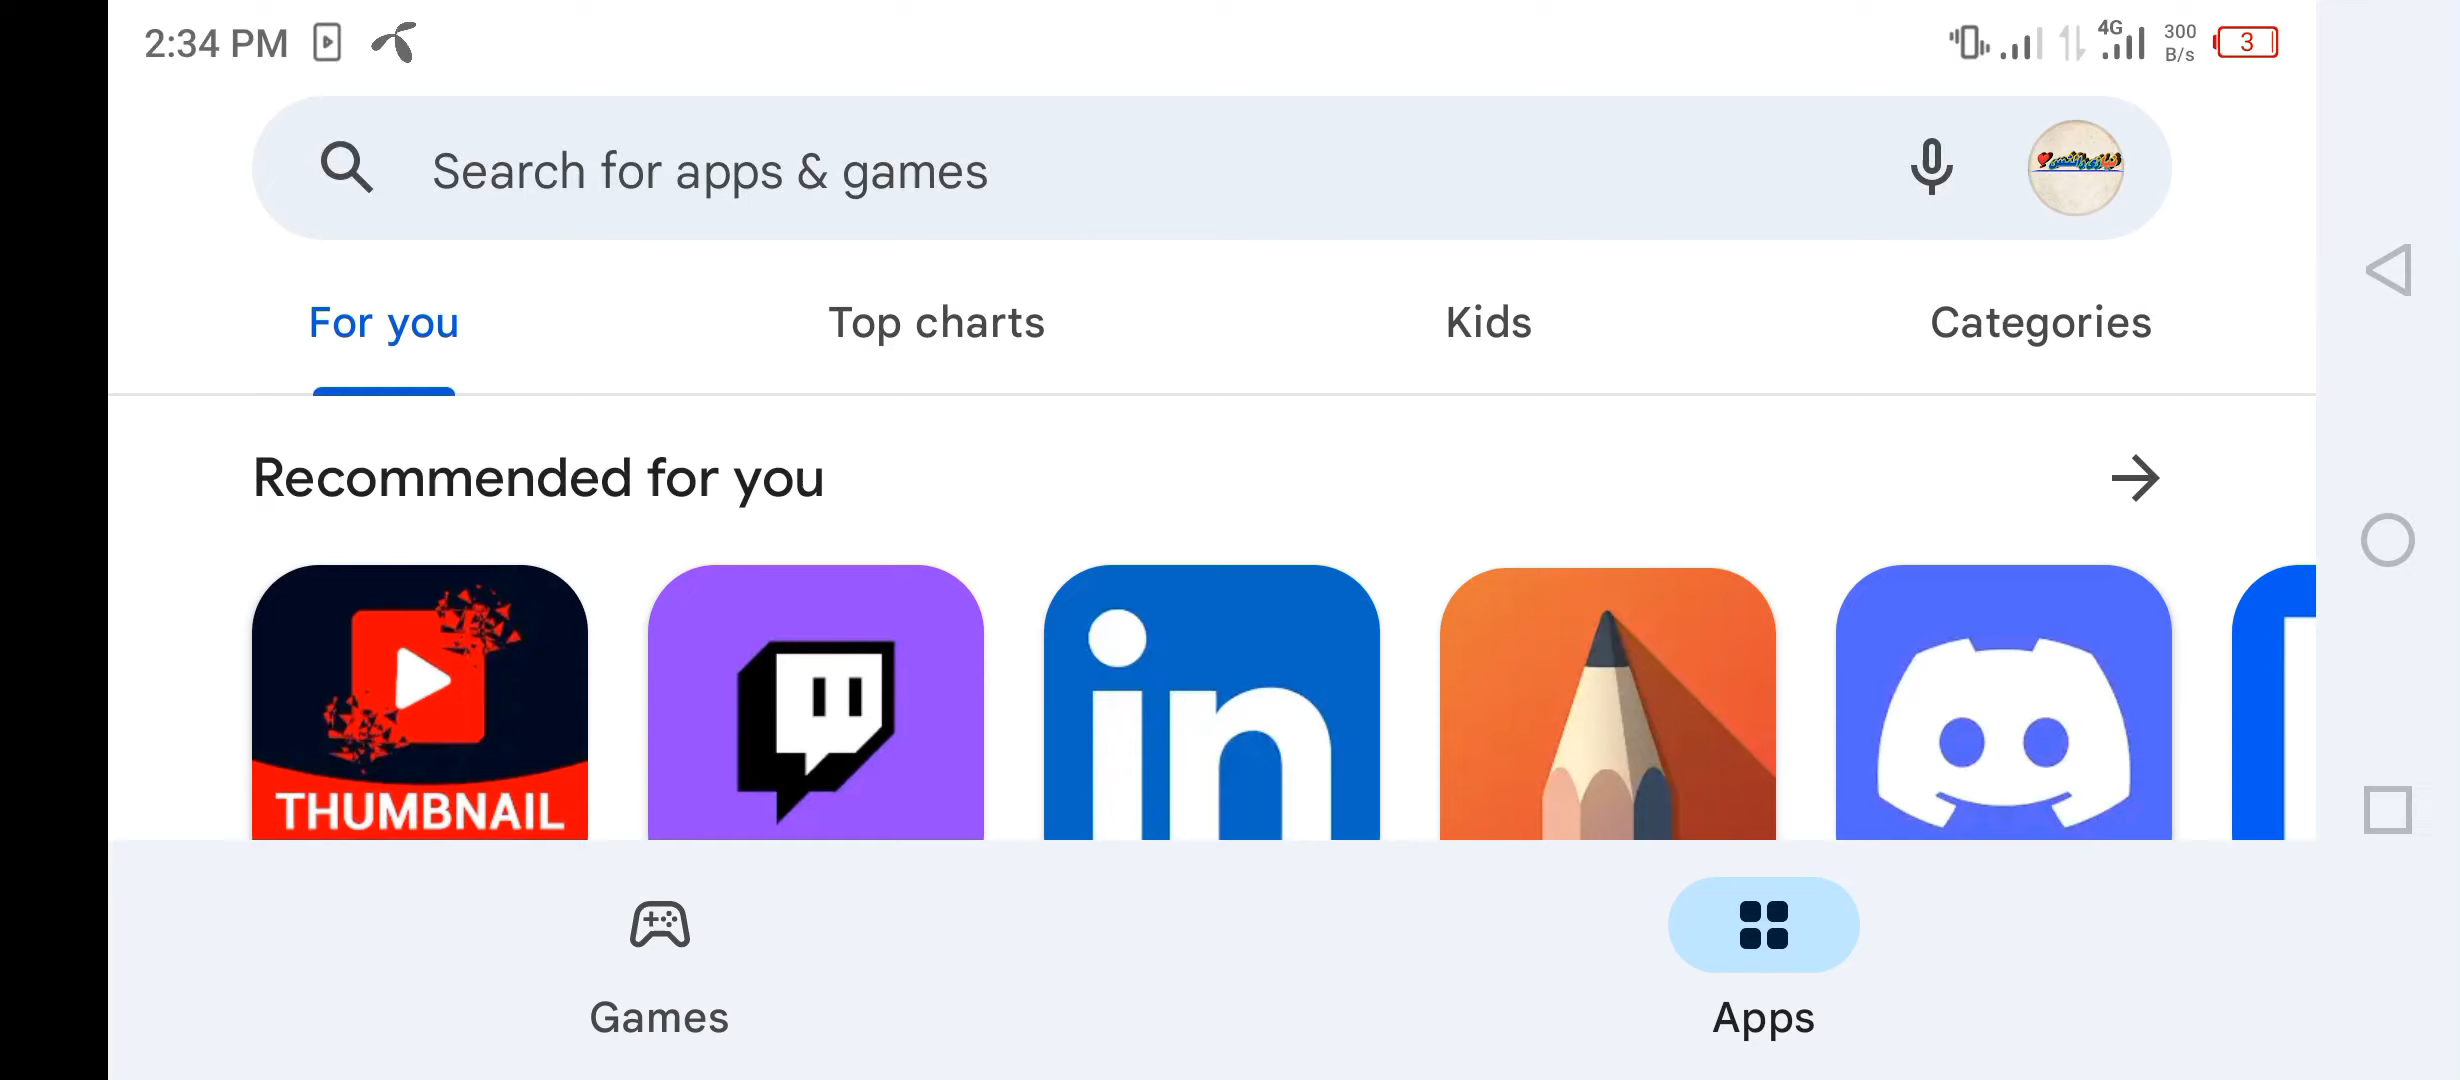 2:34 PM
4G
300
B/s
3
Search for apps & games
For you
Top charts
Kids
Categories
Recommended for you
THUMBNAIL
in
Games
Apps